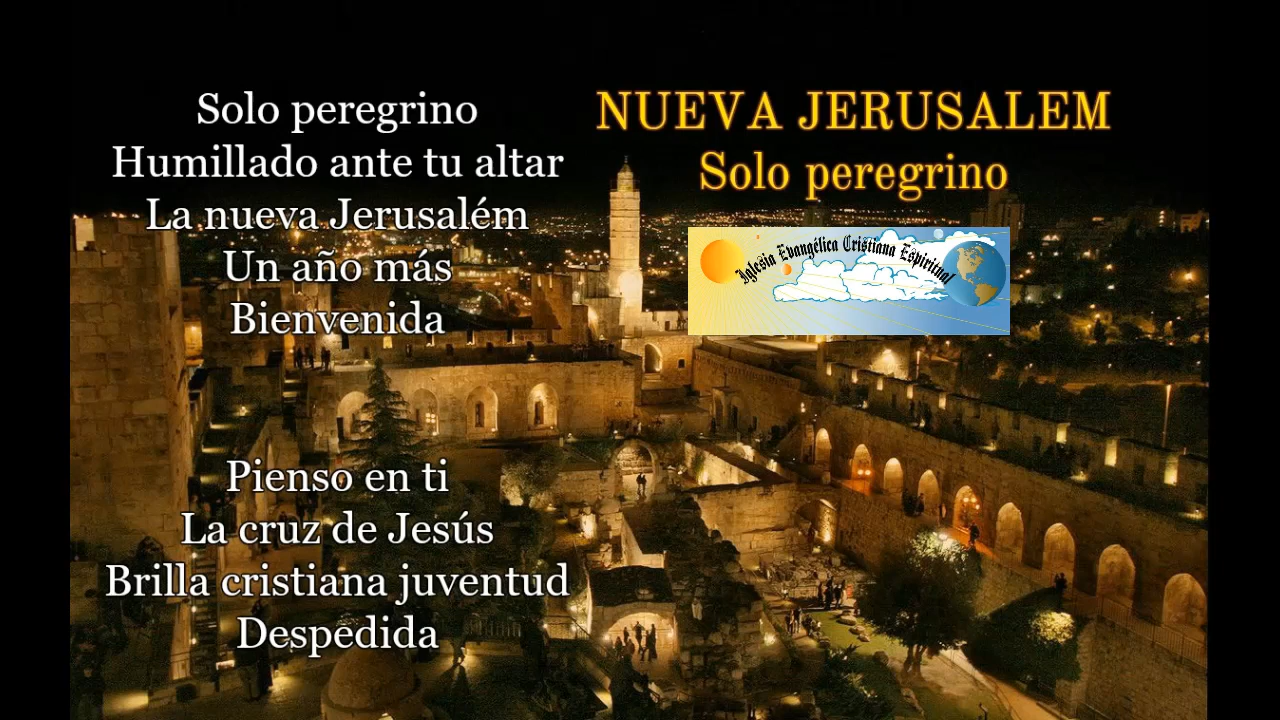 Solo peregrino
Humillado ante tu altar
La nueva Jerusalém
Un año más
Bienvenida
Pienso en ti
La cruz de Jesús
Brilla cristiana juventud
Despedida
NUEVA JERUSALEM
Solo peregrino
Iglesia Evangélica Cristiana Espiritual